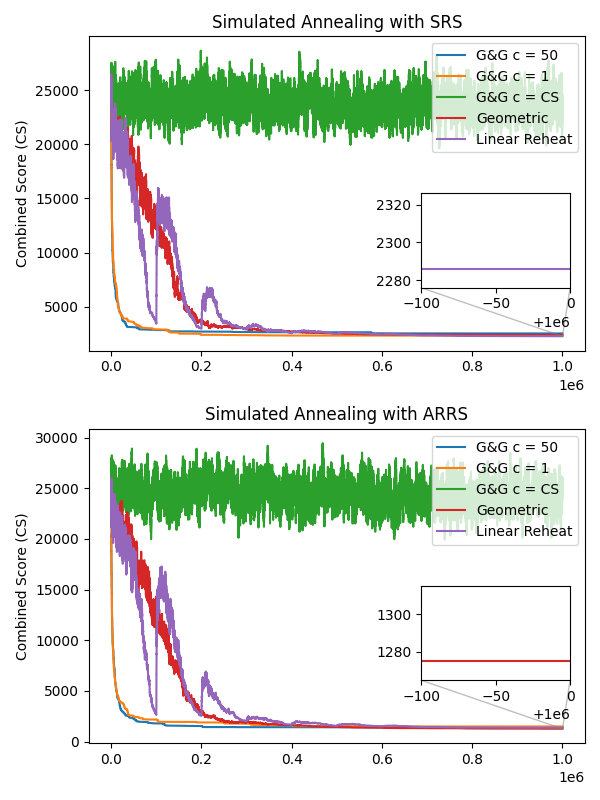 Simulated Annealing with SRS
Combined Score (CS)
25000
20000
15000
10000
5000
G&G c = 50
G&G c = 1
G&G c = CS
Geometric
Linear Reheat
2320
2300
2280
−100
−50
0
+1e6
0.0
0.2
0.4
0.6
0.8
1.0
1e6
Simulated Annealing with ARRS
Combined Score (CS)
30000
25000
20000
15000
10000
5000
0
G&G c = 50
G&G c = 1
G&G c = CS
Geometric
Linear Reheat
1300
1280
−100
−50
0
+1e6
0.0
0.2
0.4
0.6
0.8
1.0
1e6